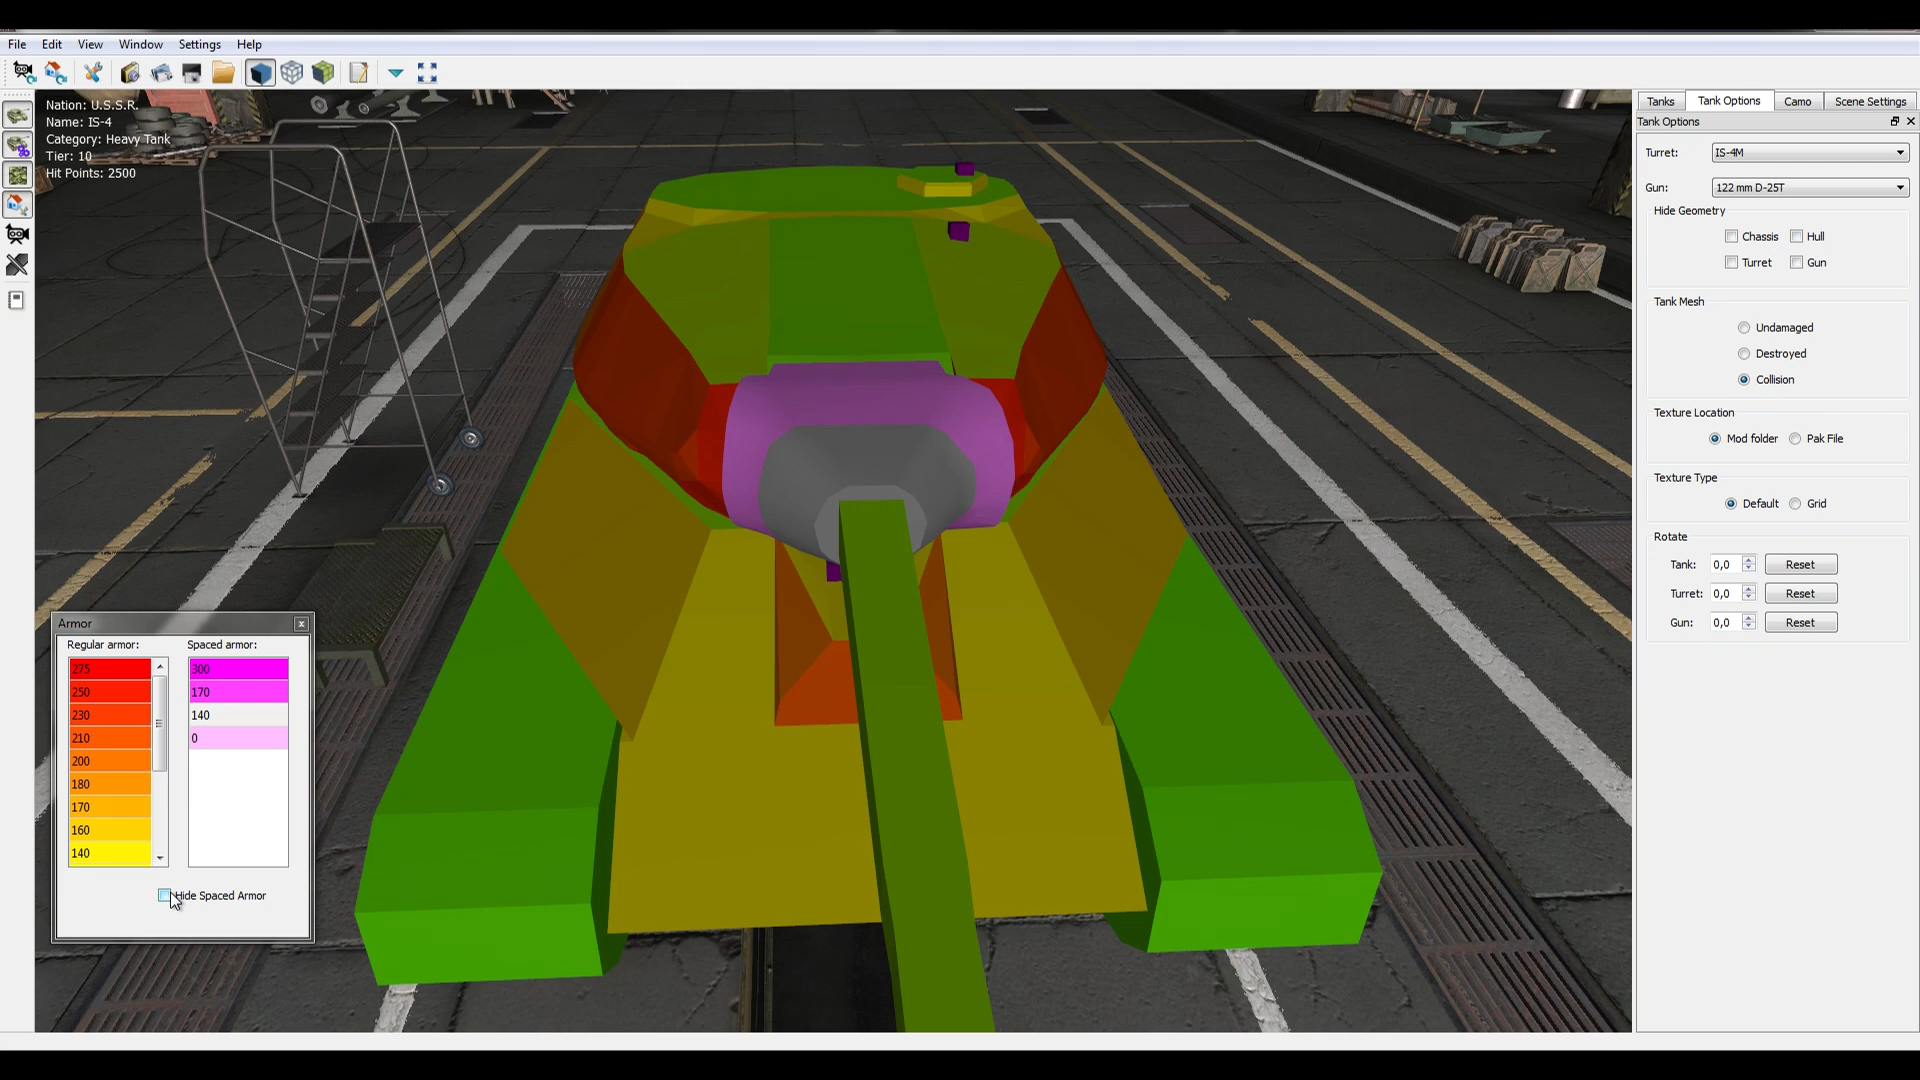 File Edit View Window Settings Help
Nation: U.S.S.R.
Name: IS-4
Category: Heavy Tank
Tier: 10
Hit Points: 2500
Tanks Tank Options Camo Scene Settings
Tank Options
Turret: IS-4M
Gun: 122 mm D-25T
Hide Geometry
Chassis Hull
Turret Gun
Tank Mesh
Undamaged
Destroyed
Collision
Texture Location
Mod folder Pak File
Texture Type
Default Grid
Rotate
Tank: 0,0 Reset
Turret: 0,0 Reset
Gun: 0,0 Reset
Armor
Regular armor: Spaced armor:
275 300
250 170
230 140
210 0
200
180
170
160
140
Hide Spaced Armor